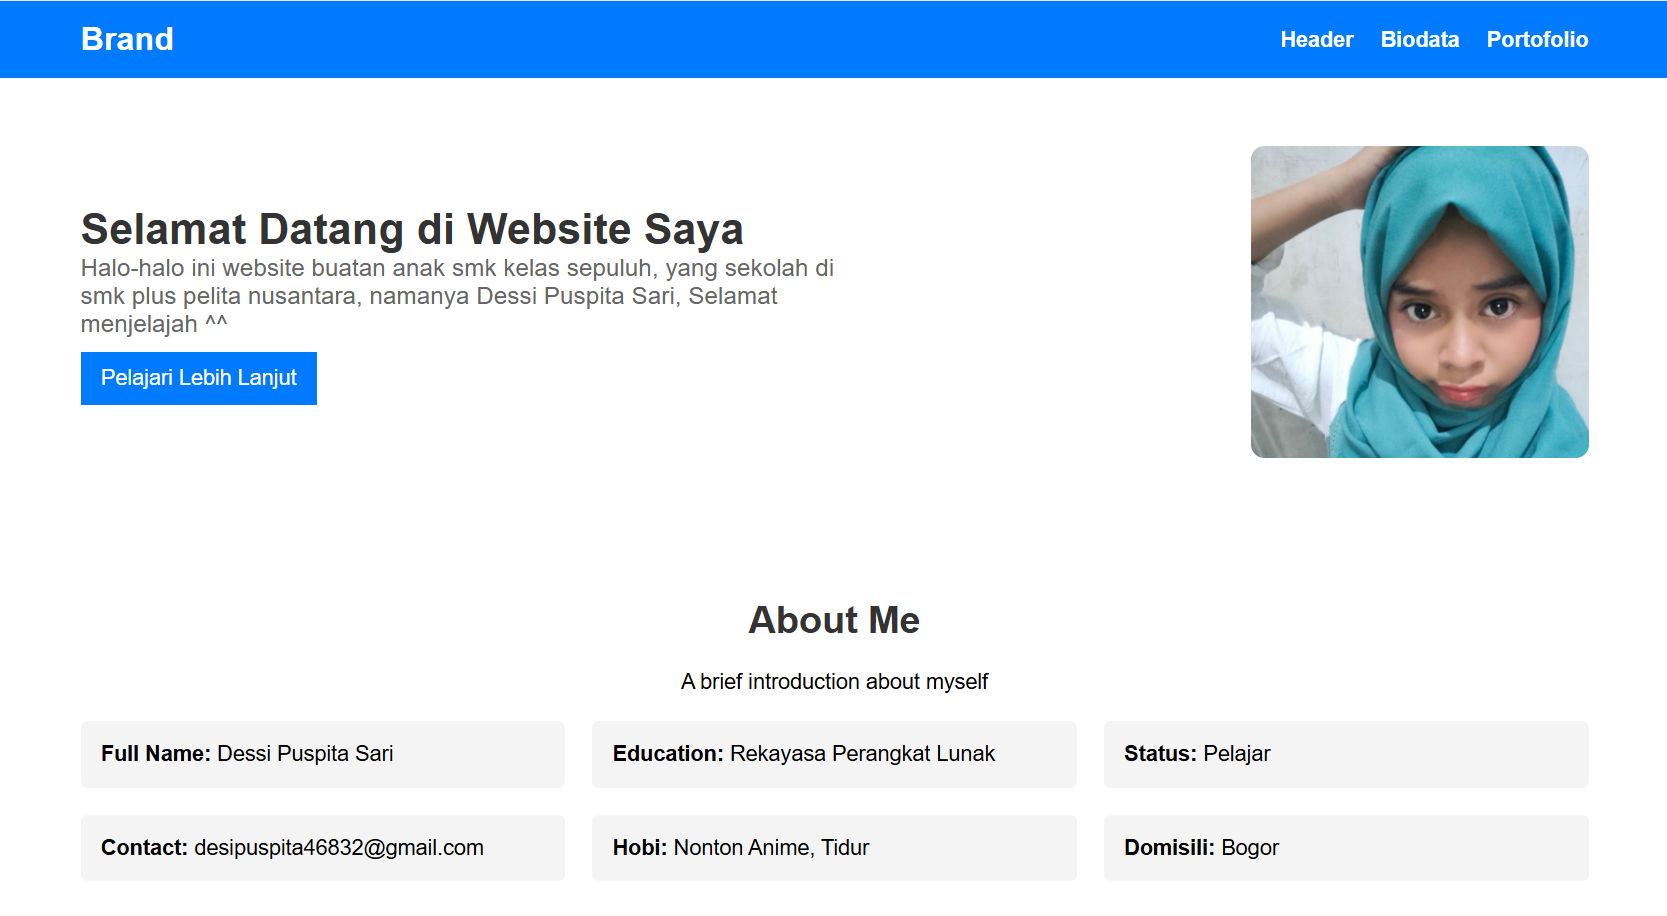 Brand
Header Biodata Portofolio
Selamat Datang di Website Saya
Halo-halo ini website buatan anak smk kelas sepuluh, yang sekolah di
smk plus pelita nusantara, namanya Dessi Puspita Sari, Selamat
menjelajah ^^
Pelajari Lebih Lanjut
About Me
A brief introduction about myself
Full Name: Dessi Puspita Sari
Education: Rekayasa Perangkat Lunak
Status: Pelajar
Contact: desipuspita46832@gmail.com
Hobi: Nonton Anime, Tidur
Domisili: Bogor